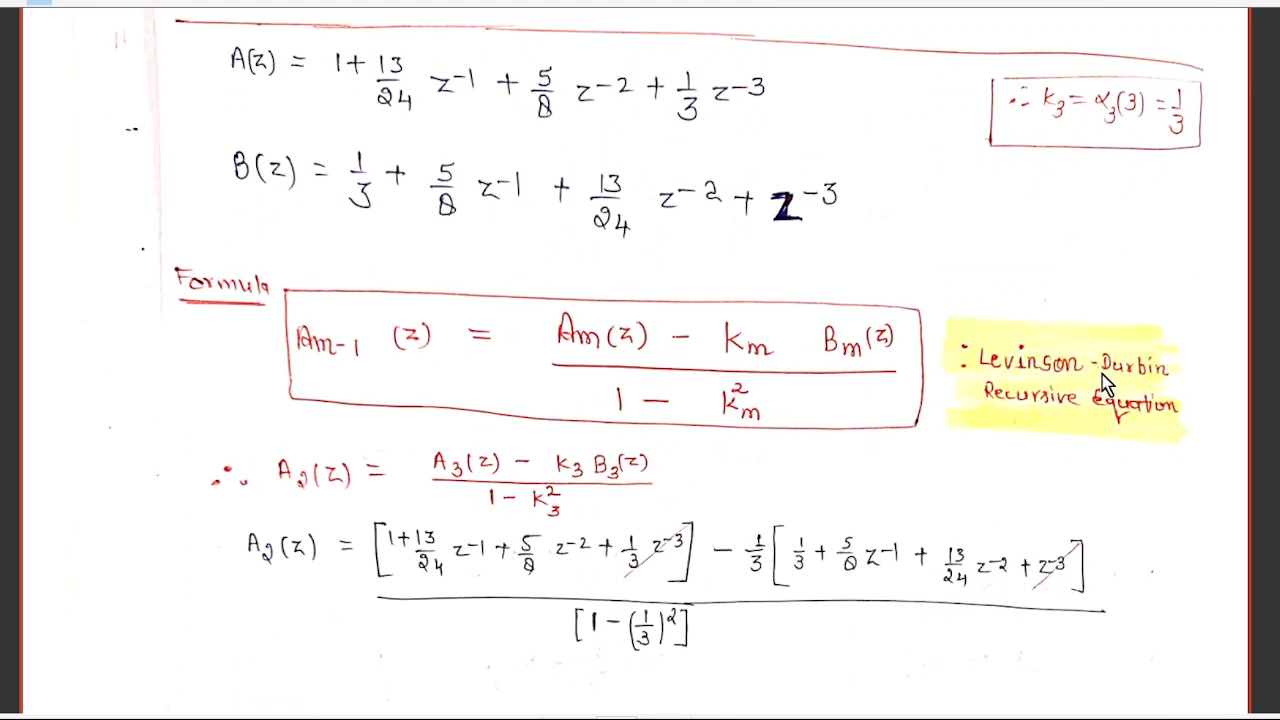 A(z) = 1 + 13/24 z^-1 + 5/8 z^-2 + 1/3 z^-3
∴ K3 = α3(3) = 1/3
B(z) = 1/3 + 5/8 z^-1 + 13/24 z^-2 + z^-3
Formula
Am-1 (z) = Am(z) - Km Bm(z) / 1 - Km^2
: Levinson-Durbin
Recursive equation
∴ A2(z) = A3(z) - K3 B3(z) / 1 - K3^2
A2(z) = [1 + 13/24 z^-1 + 5/8 z^-2 + 1/3 z^-3] - 1/3 [1/3 + 5/8 z^-1 + 13/24 z^-2 + z^-3] / [1 - (1/3)^2]